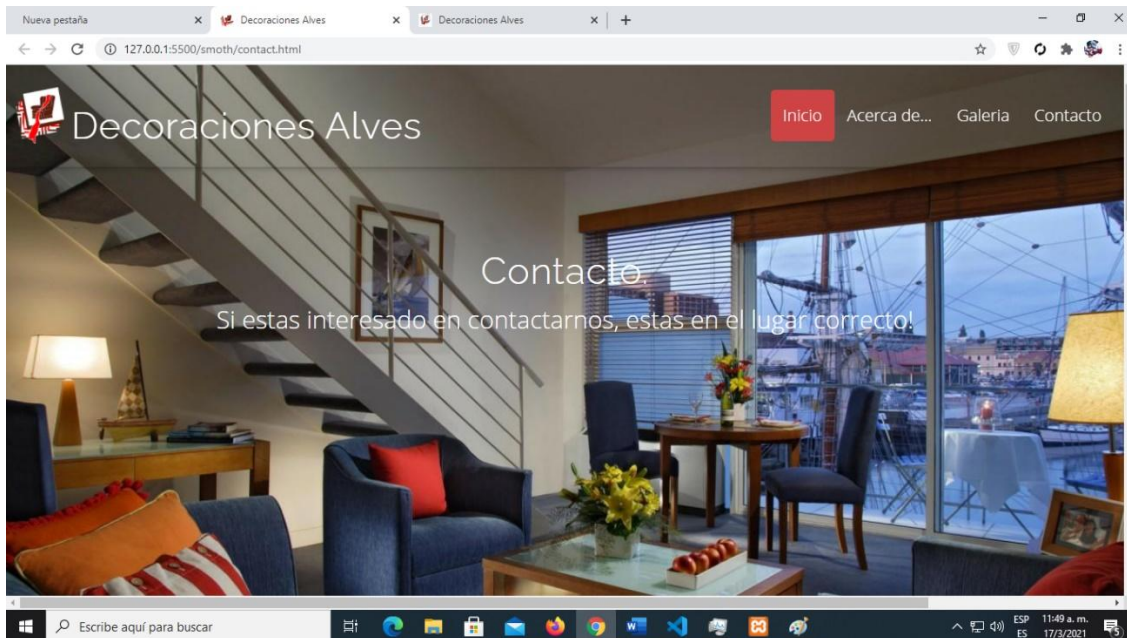 Nueva pestaña
Decoraciones Alves
Decoraciones Alves
127.0.0.1:5500/smoth/contact.html
Decoraciones Alves
Inicio
Acerca de...
Galeria
Contacto
Contacto.
Si estas interesado en contactarnos, estas en el lugar correcto!
Escribe aquí para buscar
ESP
ES
11:49 a. m.
17/3/2021
5